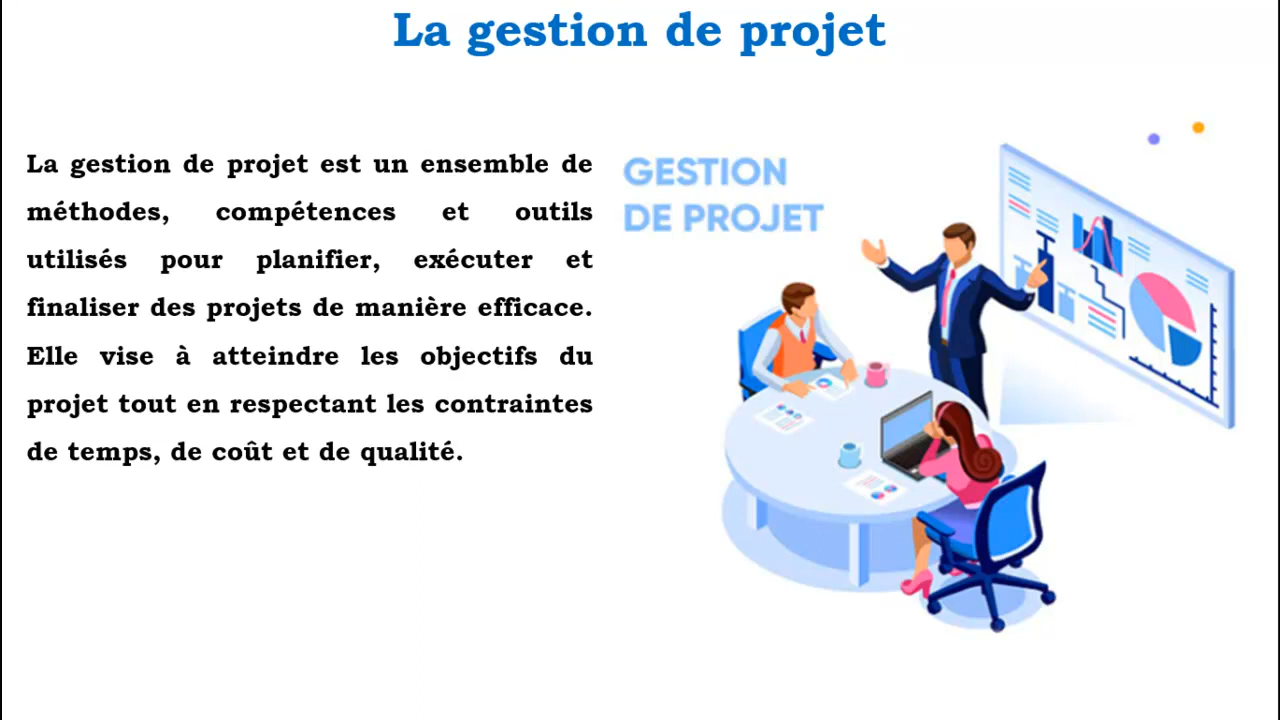 La gestion de projet
La gestion de projet est un ensemble de
méthodes, compétences et outils
utilisés pour planifier, exécuter et
finaliser des projets de manière efficace.
Elle vise à atteindre les objectifs du
projet tout en respectant les contraintes
de temps, de coût et de qualité.
GESTION
DE PROJET